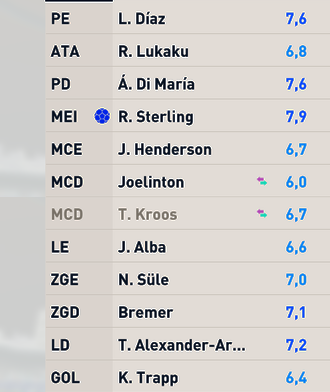 PE L. Díaz 7,6
ATA R. Lukaku 6,8
PD Á. Di María 7,6
MEI R. Sterling 7,9
MCE J. Henderson 6,7
MCD Joelinton 6,0
MCD T. Kroos 6,7
LE J. Alba 6,6
ZGE N. Süle 7,0
ZGD Bremer 7,1
LD T. Alexander-Ar... 7,2
GOL K. Trapp 6,4